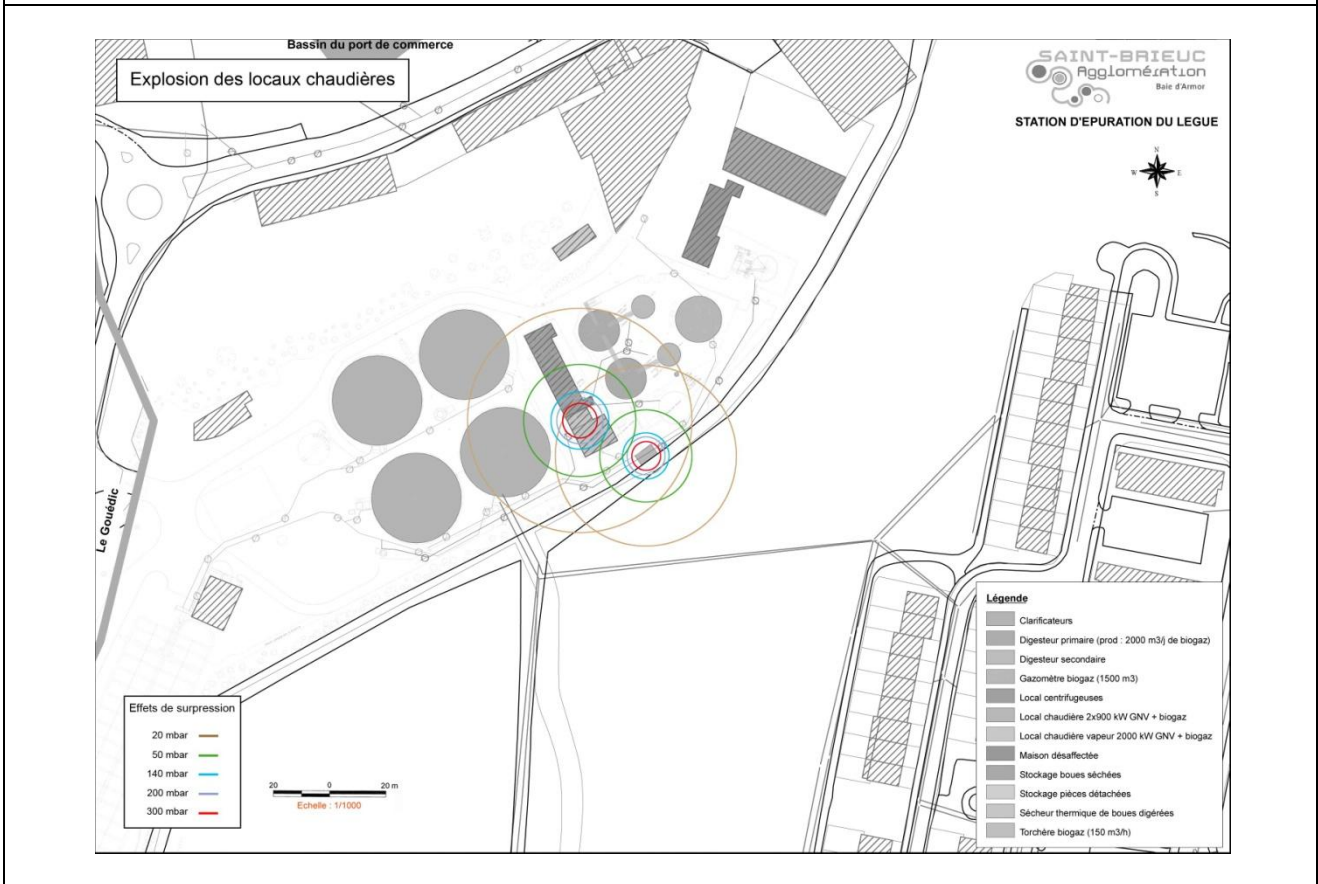 Bassin du port de commerce
Explosion des locaux chaudières
SAINT-BRIEUC
Agglomération
Baie d'Armor
STATION D'EPURATION DU LEGUE
N
W
E
S
Le Gouédic
Effets de surpression
20 mbar
50 mbar
140 mbar
200 mbar
300 mbar
20
0
20 m
Echelle : 1/1000
Légende
Clarificateurs
Digesteur primaire (prod : 2000 m3/j de biogaz)
Digesteur secondaire
Gazomètre biogaz (1500 m3)
Local centrifugeuses
Local chaudière 2x900 kW GNV + biogaz
Local chaudière vapeur 2000 kW GNV + biogaz
Maison désaffectée
Stockage boues sèchées
Stockage pièces détachées
Sécheur thermique de boues digérées
Torchère biogaz (150 m3/h)